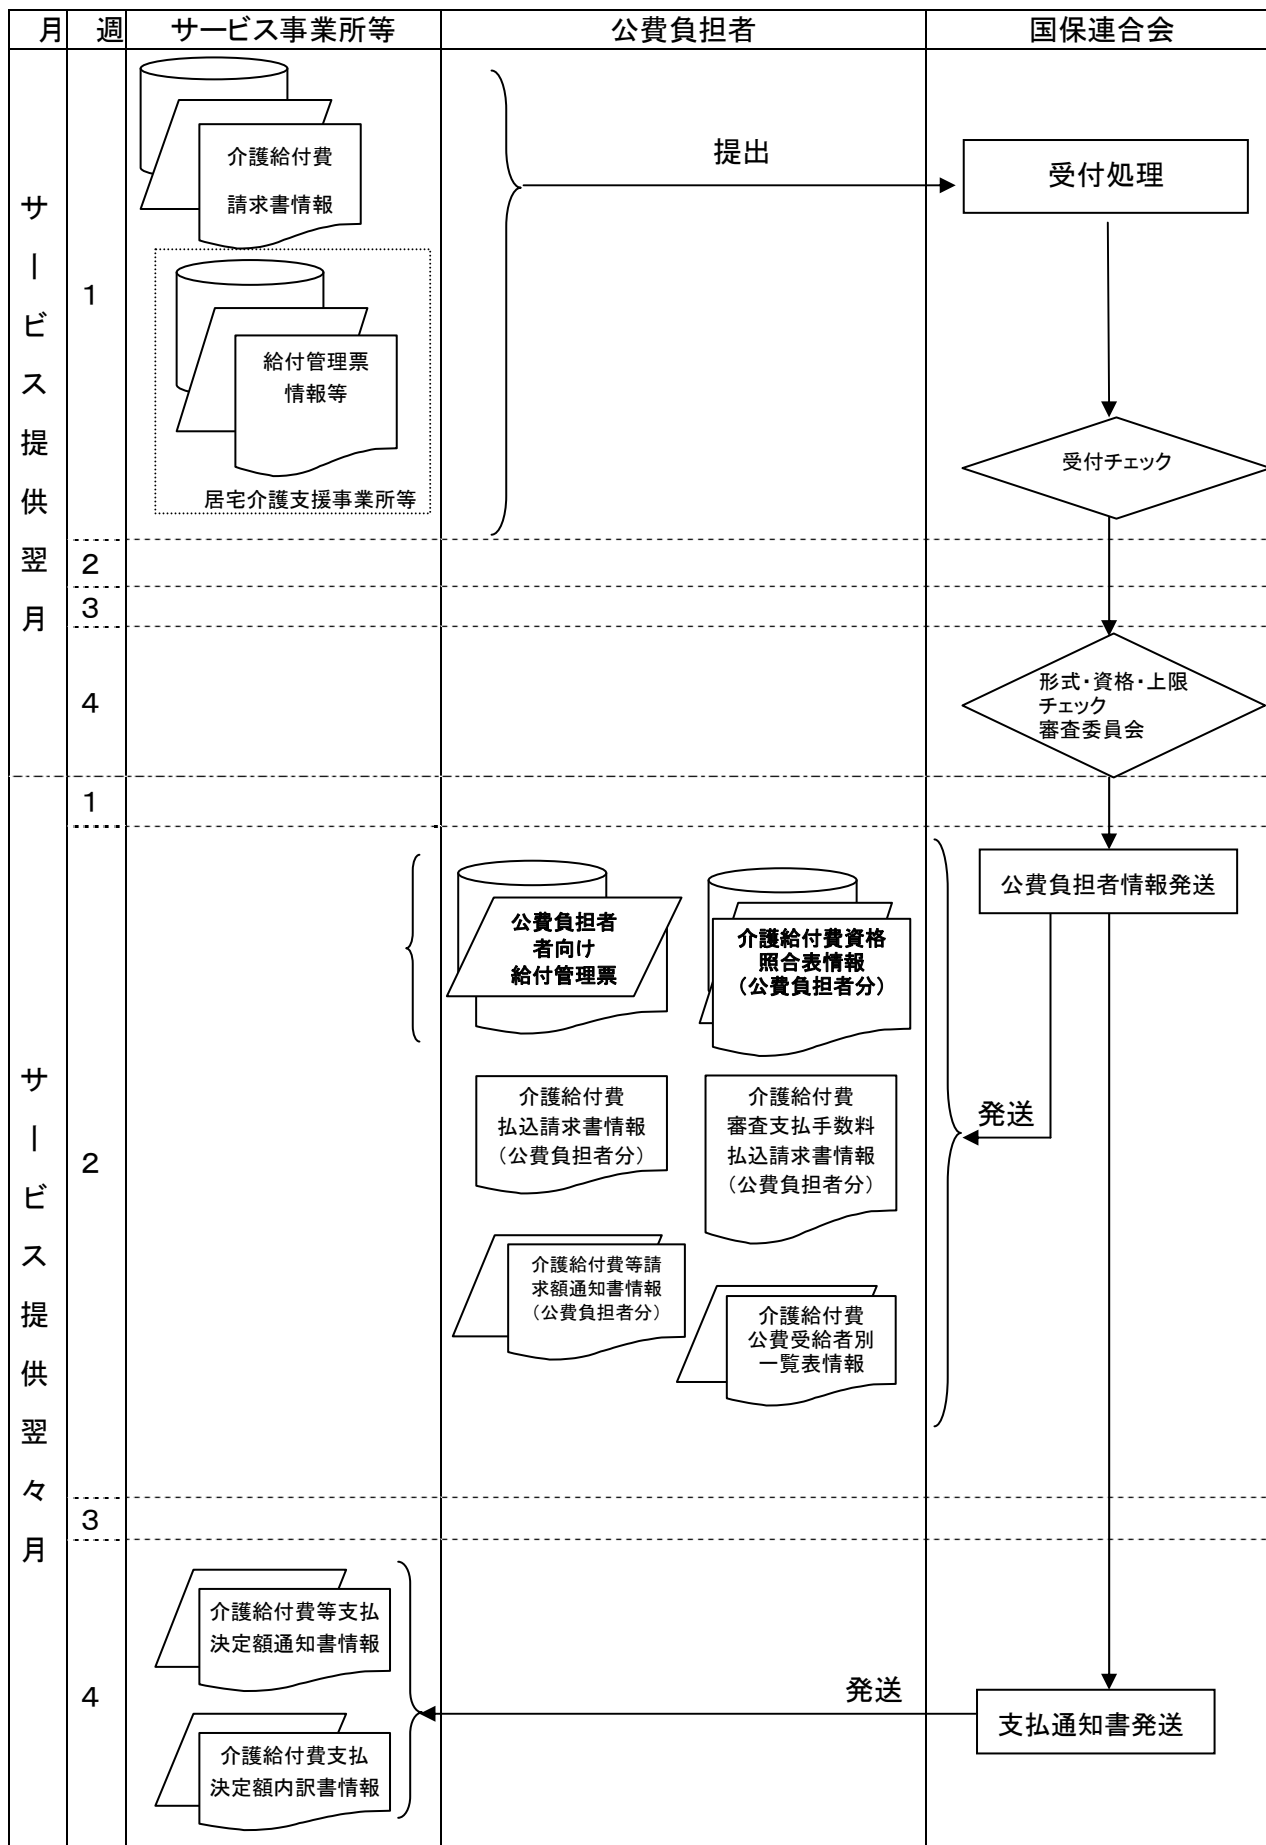 月 週 サービス事業所等 公費負担者 国保連合会
サービス提供翌月
1
介護給付費
請求書情報
給付管理票
情報等
居宅介護支援事業所等
提出
受付処理
受付チェック
2
3
4
形式・資格・上限
チェック
審査委員会
サービス提供翌々月
1
2
公費負担者
者向け
給付管理票
介護給付費資格
照合表情報
（公費負担者分）
公費負担者情報発送
介護給付費
払込請求書情報
（公費負担者分）
介護給付費
審査支払手数料
払込請求書情報
（公費負担者分）
発送
介護給付費等請
求額通知書情報
（公費負担者分）
介護給付費
公費受給者別
一覧表情報
3
4
介護給付費等支払
決定額通知書情報
介護給付費支払
決定額内訳書情報
発送
支払通知書発送